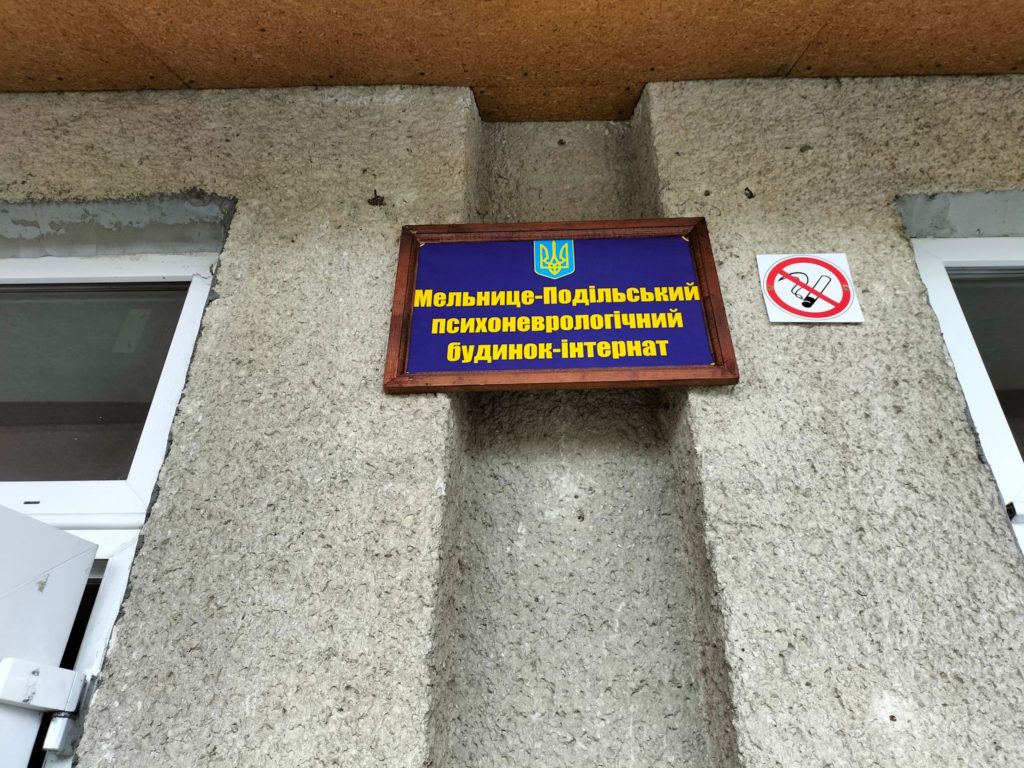 Мельнице-Подільський
психоневрологічний
будинок-інтернат